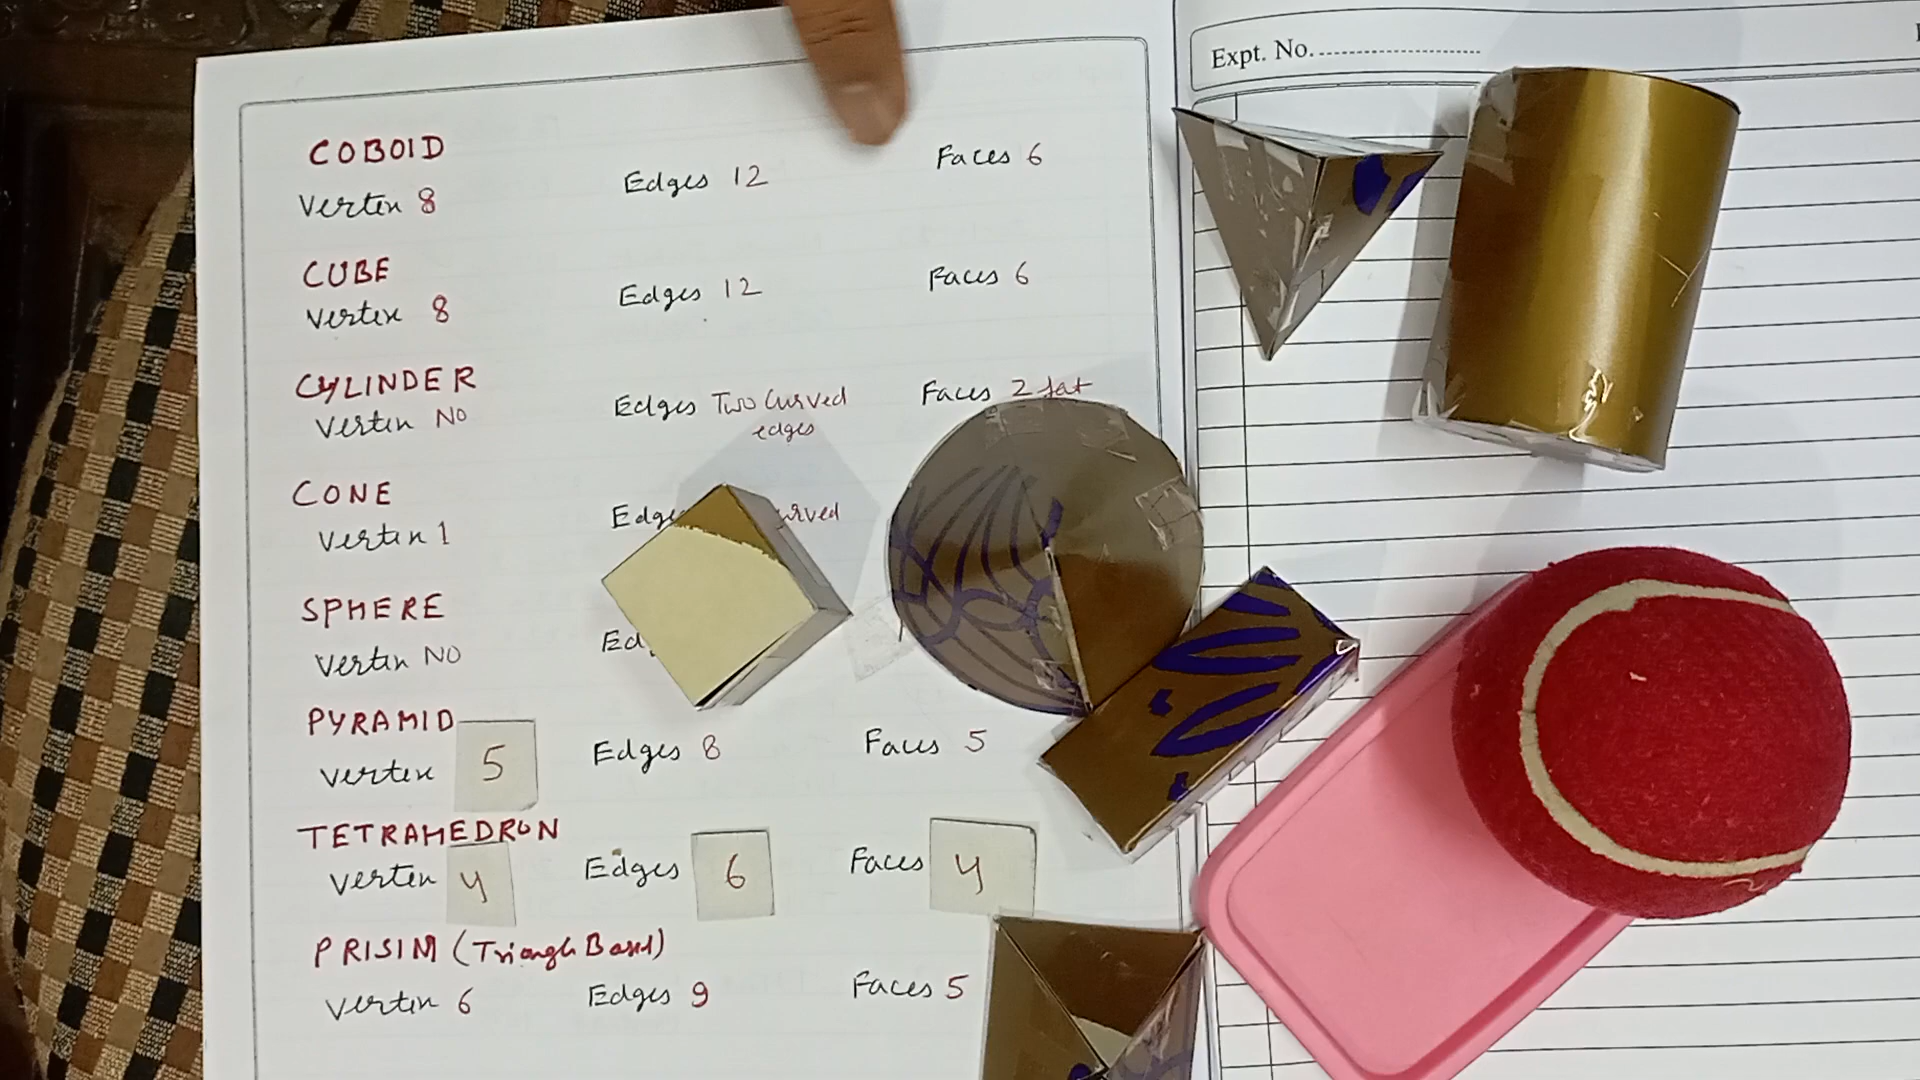 Expt. No.
COBOID
Vertex 8 Edges 12 Faces 6
CUBE
Vertex 8 Edges 12 Faces 6
CYLINDER
Vertex NO Edges Two Curved edges Faces 2 fat
CONE
Vertex 1
SPHERE
Vertex NO
PYRAMID
Vertex 5 Edges 8 Faces 5
TETRAHEDRON
Vertex 4 Edges 6 Faces 4
PRISIM (Triangle Based)
Vertex 6 Edges 9 Faces 5